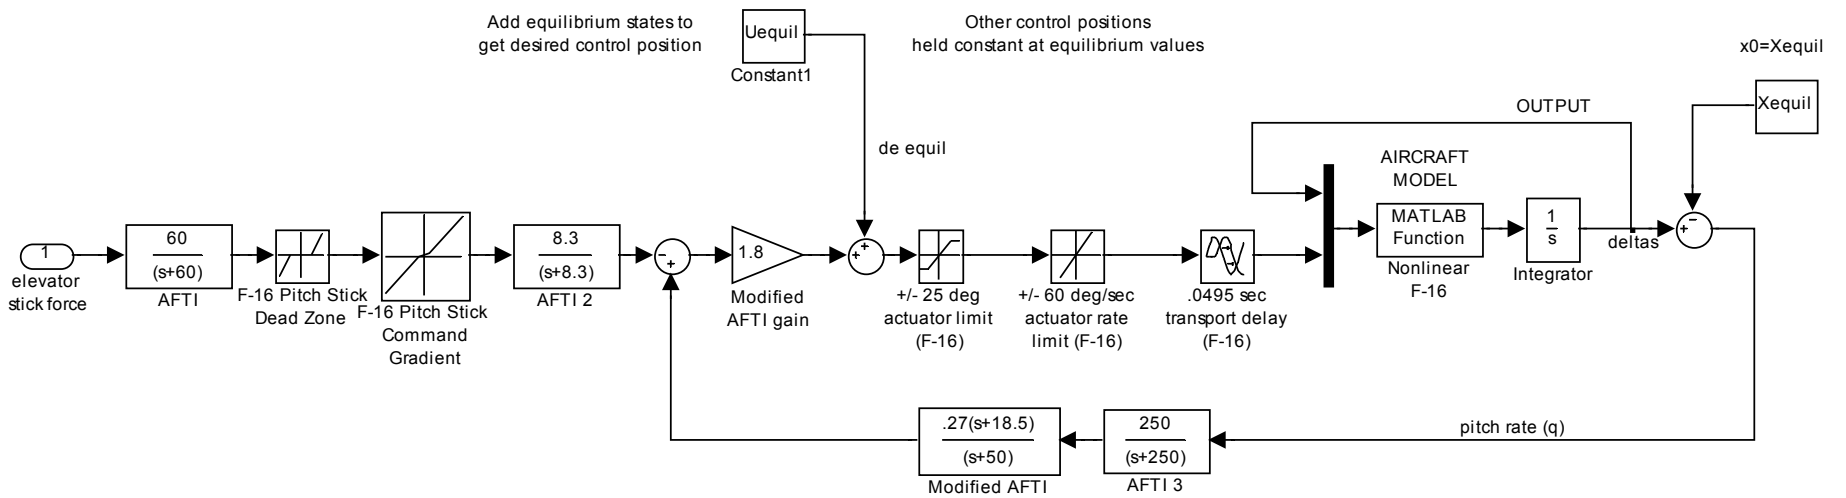 Add equilibrium states to
get desired control position
Uequil
Constant1
Other control positions
held constant at equilibrium values
x0=Xequil
Xequil
OUTPUT
de equil
AIRCRAFT
MODEL
1
elevator
stick force
60
(s+60)
AFTI
F-16 Pitch Stick
Dead Zone
F-16 Pitch Stick
Command
Gradient
8.3
(s+8.3)
AFTI 2
-
+
1.8
Modified
AFTI gain
+
+
+/- 25 deg
actuator limit
(F-16)
+/- 60 deg/sec
actuator rate
limit (F-16)
.0495 sec
transport delay
(F-16)
MATLAB
Function
Nonlinear
F-16
1
s
Integrator
deltas
-
+
.27(s+18.5)
(s+50)
Modified AFTI
250
(s+250)
AFTI 3
pitch rate (q)